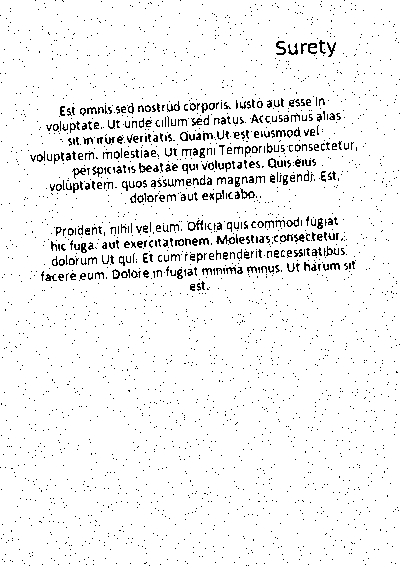 Surety
Est omnis sed nostrud corporis. Iusto aut esse in
voluptate. Ut unde cillum sed natus. Accusamus alias
sit in irure veritatis. Quam Ut est eiusmod vel
voluptatem. molestiae. Ut magni Temporibus consectetur,
perspiciatis beatae qui voluptates. Quis eius
voluptatem. quos assumenda magnam eligendi. Est,
dolorem aut explicabo.
Proident, nihil vel eum. Officia quis commodi fugiat
hic fuga. aut exercitationem. Molestias consectetur,
dolorum Ut qui. Et cum reprehenderit necessitatibus
facere eum. Dolore in fugiat minima minus. Ut harum sit
est.